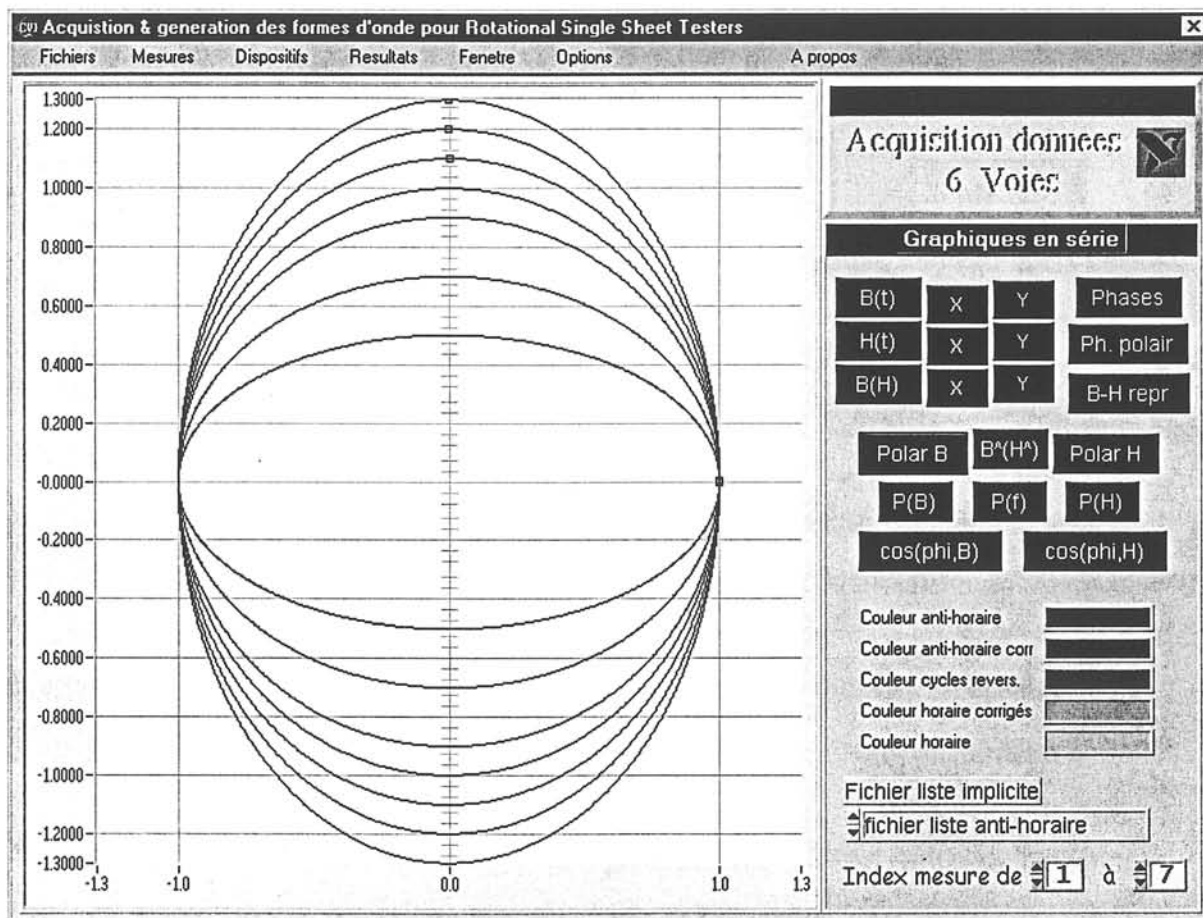 Acquistion & generation des formes d'onde pour Rotational Single Sheet Testers
Fichiers Mesures Dispositifs Resultats Fenetre Options A propos
1.3000
1.2000
1.0000
0.8000
0.6000
0.4000
0.2000
-0.0000
-0.2000
-0.4000
-0.6000
-0.8000
-1.0000
-1.2000
-1.3000
-1.3 -1.0 0.0 1.0 1.3
Acquisition donnees
6 Voies
Graphiques en série
B(t) X Y Phases
H(t) X Y Ph. polair
B(H) X Y B-H repr
Polar B B^(H^) Polar H
P(B) P(f) P(H)
cos(phi,B) cos(phi,H)
Couleur anti-horaire
Couleur anti-horaire corr
Couleur cycles revers.
Couleur horaire corrigés
Couleur horaire
Fichier liste implicite
fichier liste anti-horaire
Index mesure de 1 à 7